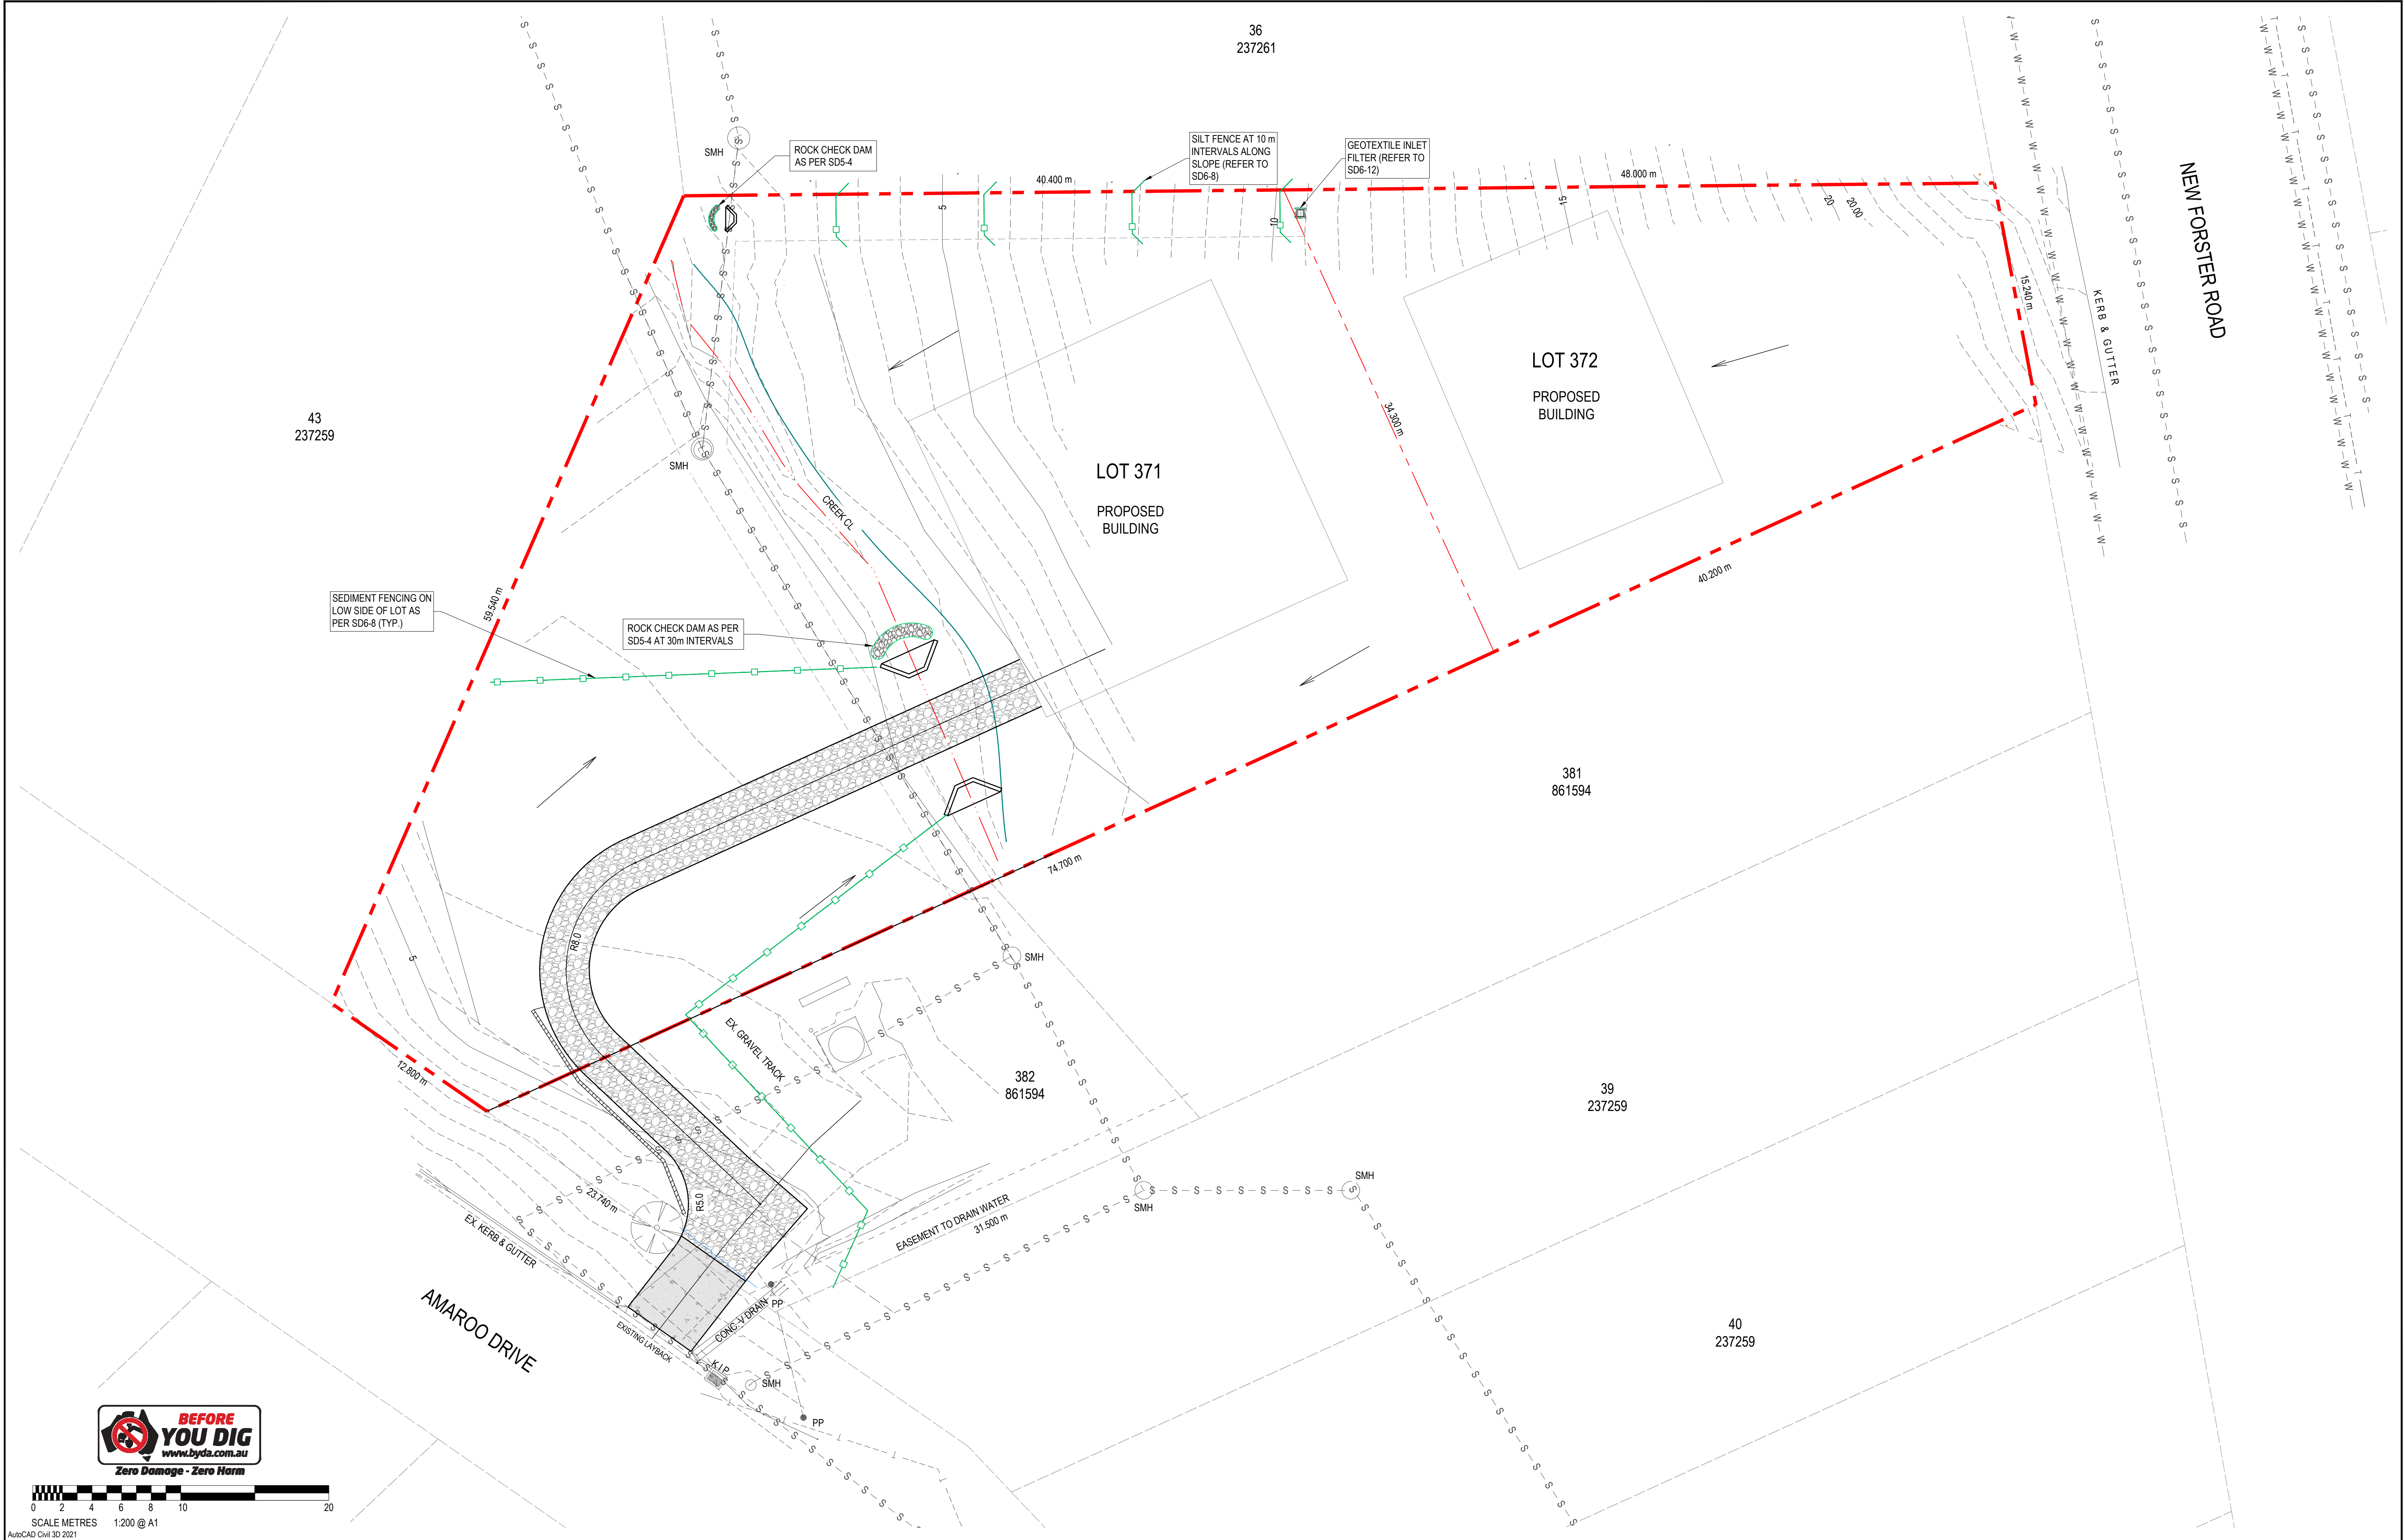 36
237261
SMH
ROCK CHECK DAM
AS PER SD5-4
SILT FENCE AT 10 m
INTERVALS ALONG
SLOPE (REFER TO
SD6-8)
GEOTEXTILE INLET
FILTER (REFER TO
SD6-12)
40.400 m
48.000 m
5
10
15
20
20.00
NEW FORSTER ROAD
15.240 m
KERB & GUTTER
LOT 372
PROPOSED
BUILDING
34.300 m
43
237259
SMH
LOT 371
PROPOSED
BUILDING
CREEK CL
40.200 m
59.540 m
SEDIMENT FENCING ON
LOW SIDE OF LOT AS
PER SD6-8 (TYP.)
ROCK CHECK DAM AS PER
SD5-4 AT 30m INTERVALS
381
861594
74.700 m
R8.0
5
SMH
EX. GRAVEL TRACK
12.800 m
382
861594
39
237259
SMH
SMH
23.740 m
R5.0
EX. KERB & GUTTER
EASEMENT TO DRAIN WATER
31.500 m
AMAROO DRIVE
PP
CONC. V DRAIN
EXISTING LAYBACK
K.I.P
SMH
PP
40
237259
BEFORE
YOU DIG
www.byda.com.au
Zero Damage - Zero Harm
0 2 4 6 8 10 20
SCALE METRES 1:200 @ A1
AutoCAD Civil 3D 2021